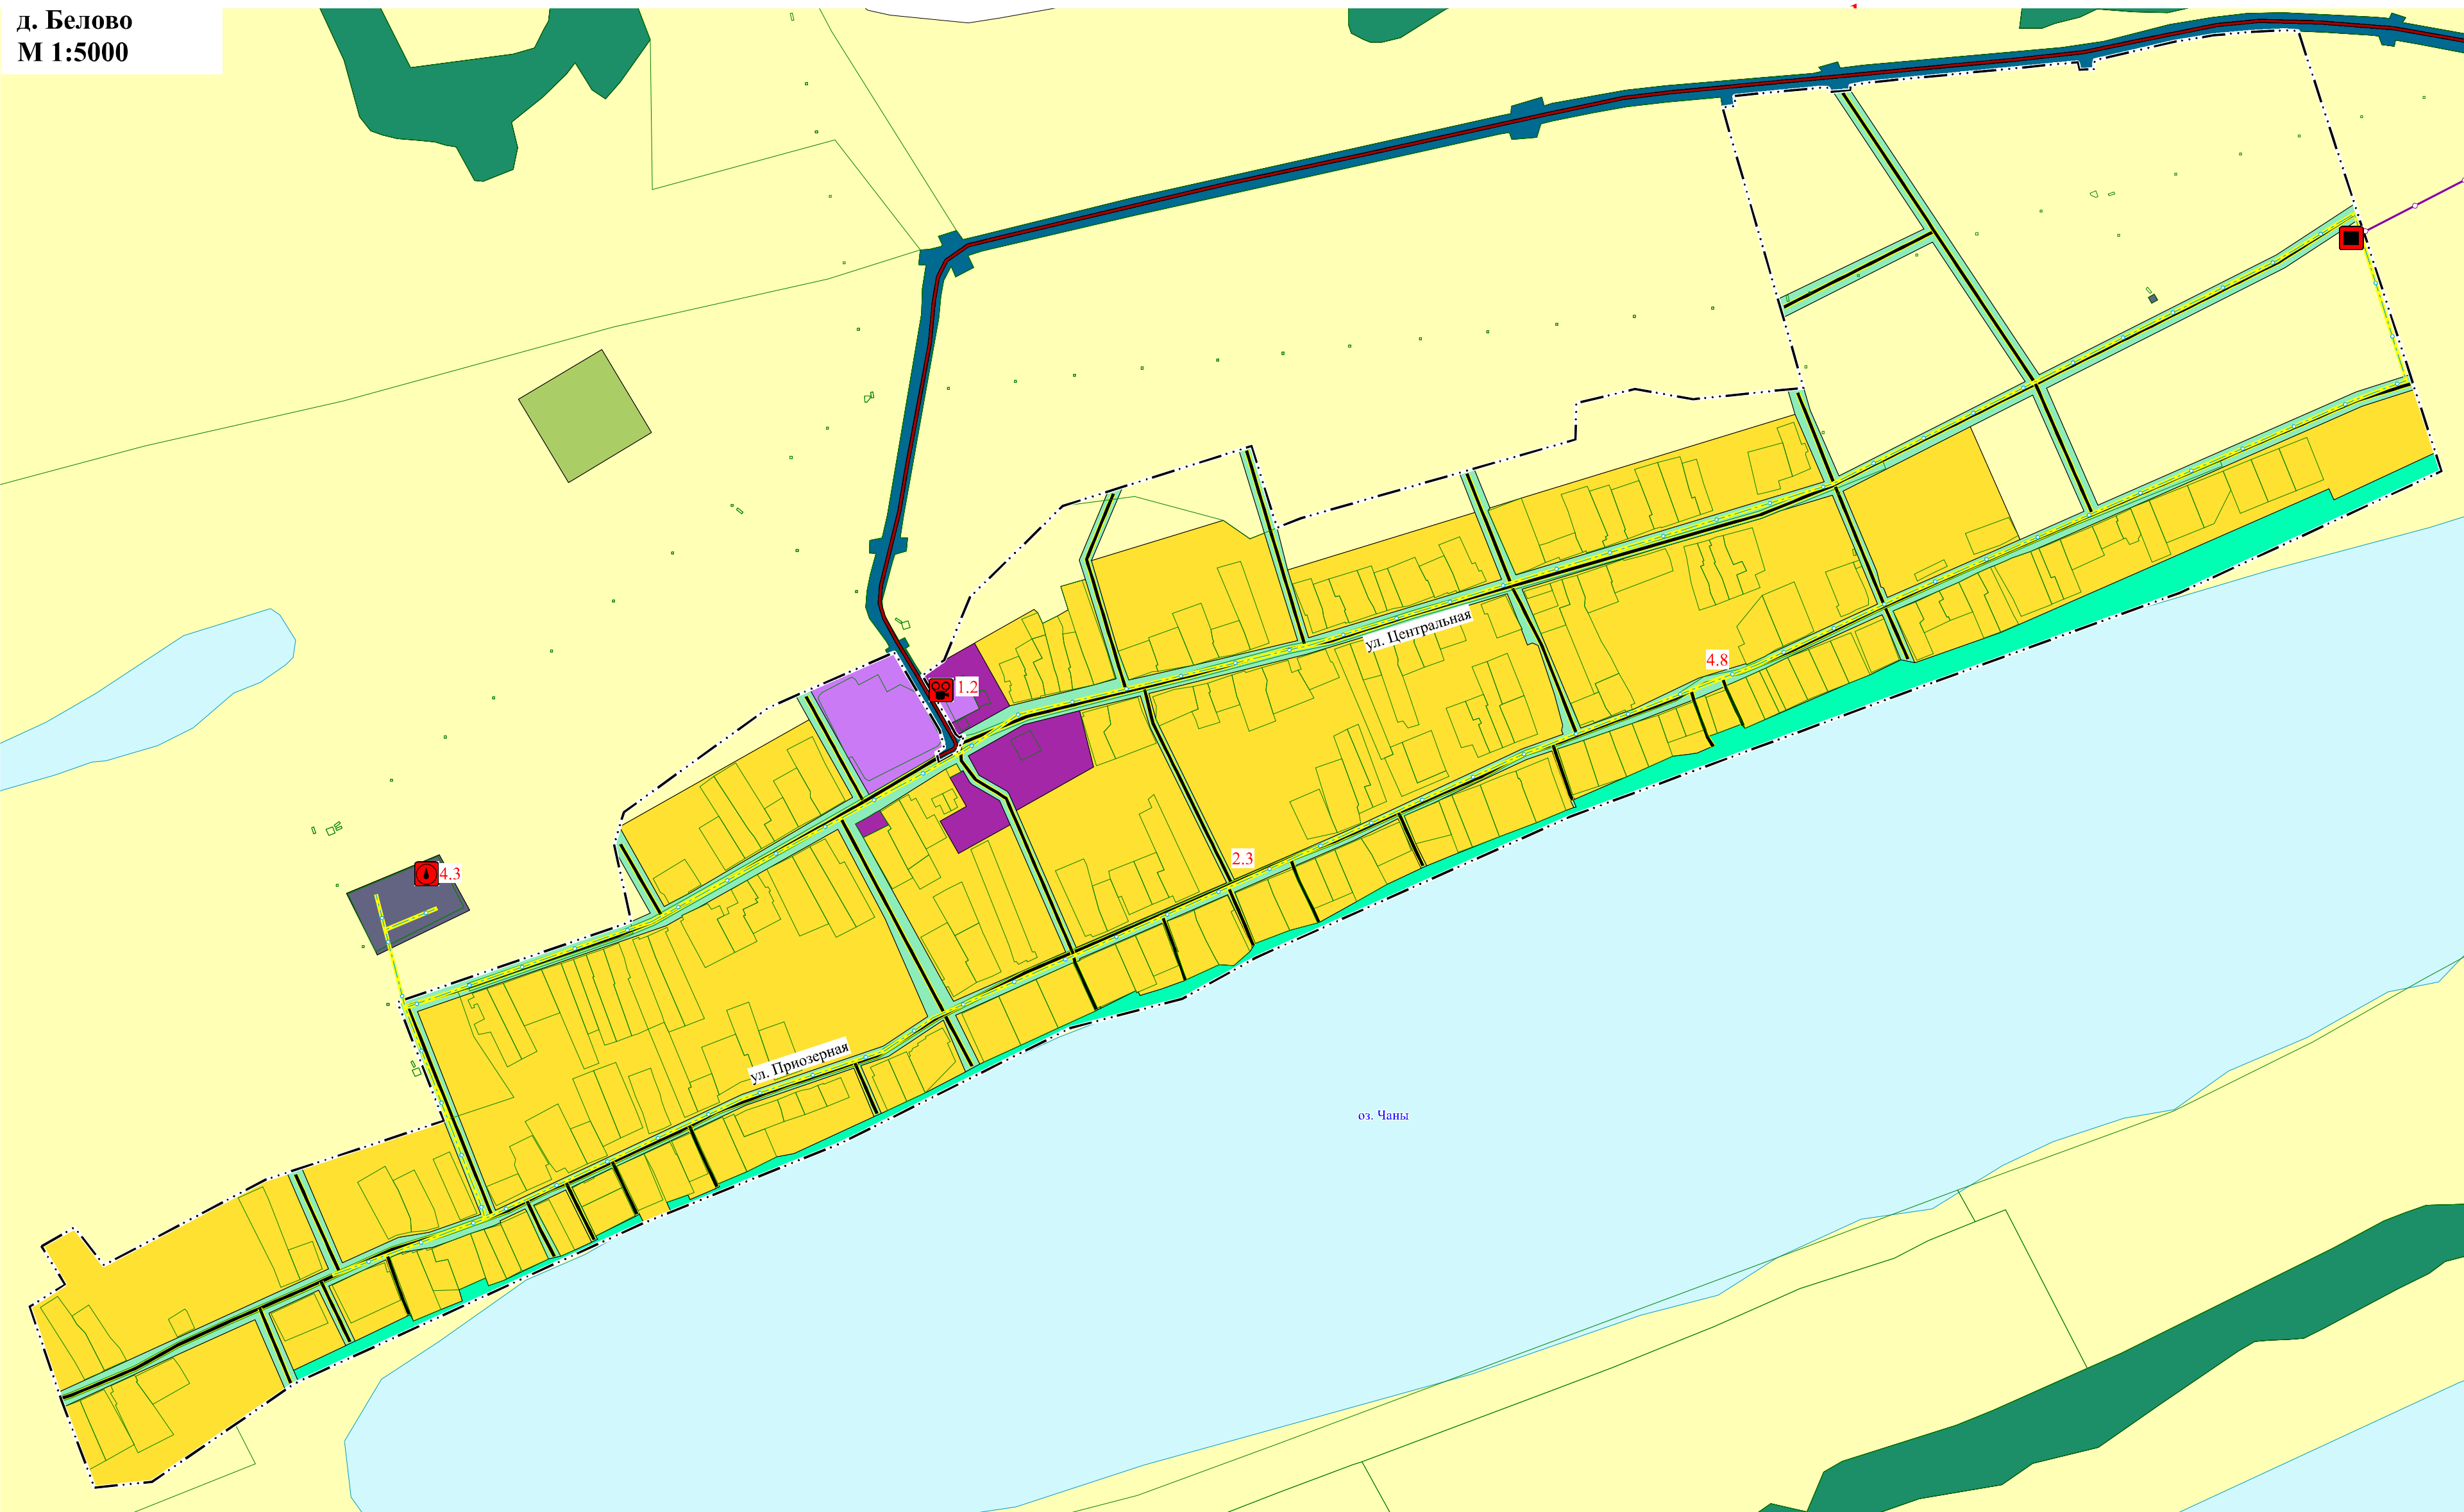 д. Белово
М 1:5000
ул. Центральная
4.8
1.2
2.3
4.3
ул. Приозерная
оз. Чаны